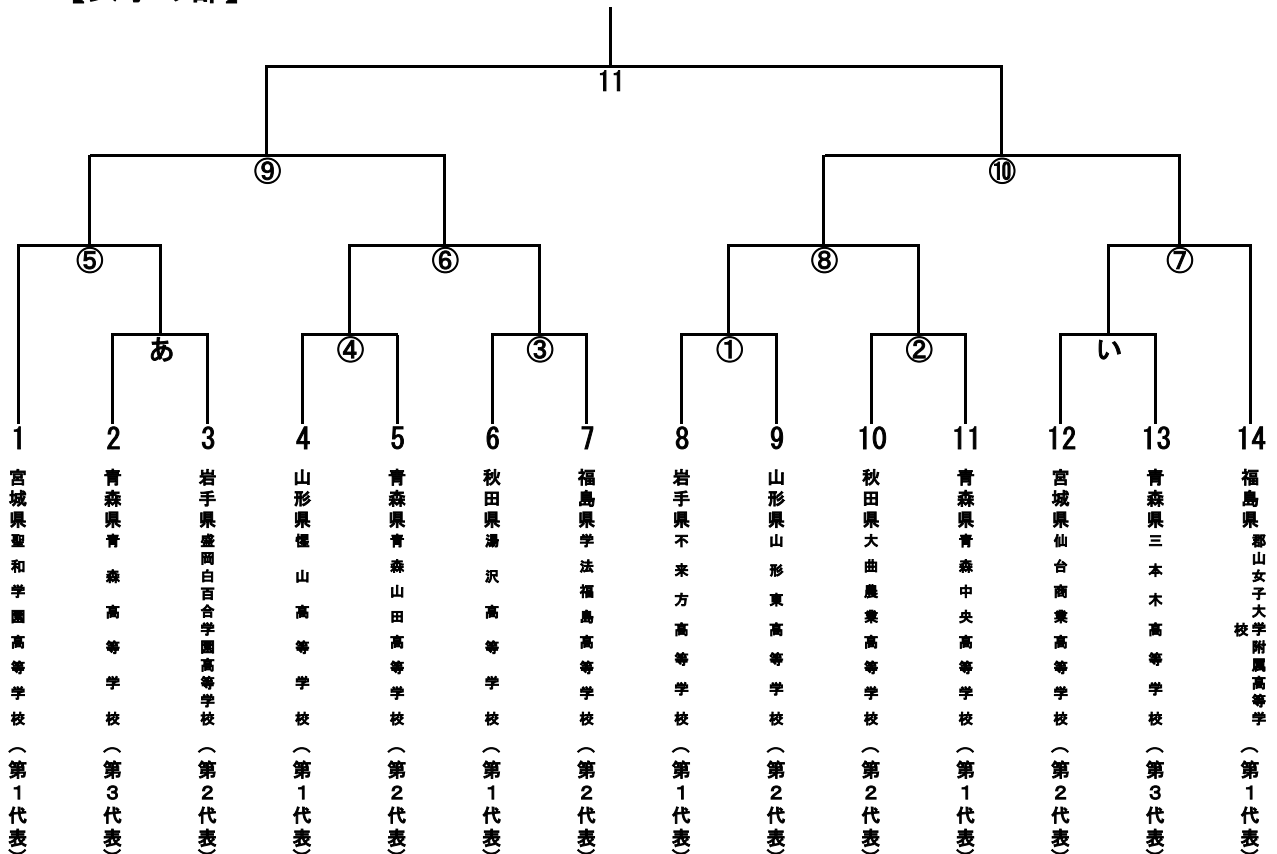 11
⑨
⑩
⑤
⑥
⑧
⑦
あ
④
③
①
②
い
1
2
3
4
5
6
7
8
9
10
11
12
13
14
宮城県 聖和学園高等学校 （第１代表）
青森県 青森高等学校 （第３代表）
岩手県 盛岡白百合学園高等学校 （第２代表）
山形県 惺山高等学校 （第１代表）
青森県 青森山田高等学校 （第２代表）
秋田県 湯沢高等学校 （第１代表）
福島県 学法福島高等学校 （第２代表）
岩手県 不来方高等学校 （第１代表）
山形県 山形東高等学校 （第２代表）
秋田県 大曲農業高等学校 （第２代表）
青森県 青森中央高等学校 （第１代表）
宮城県 仙台商業高等学校 （第２代表）
青森県 三本木高等学校 （第３代表）
福島県 郡山女子大学附属高等学校 （第１代表）